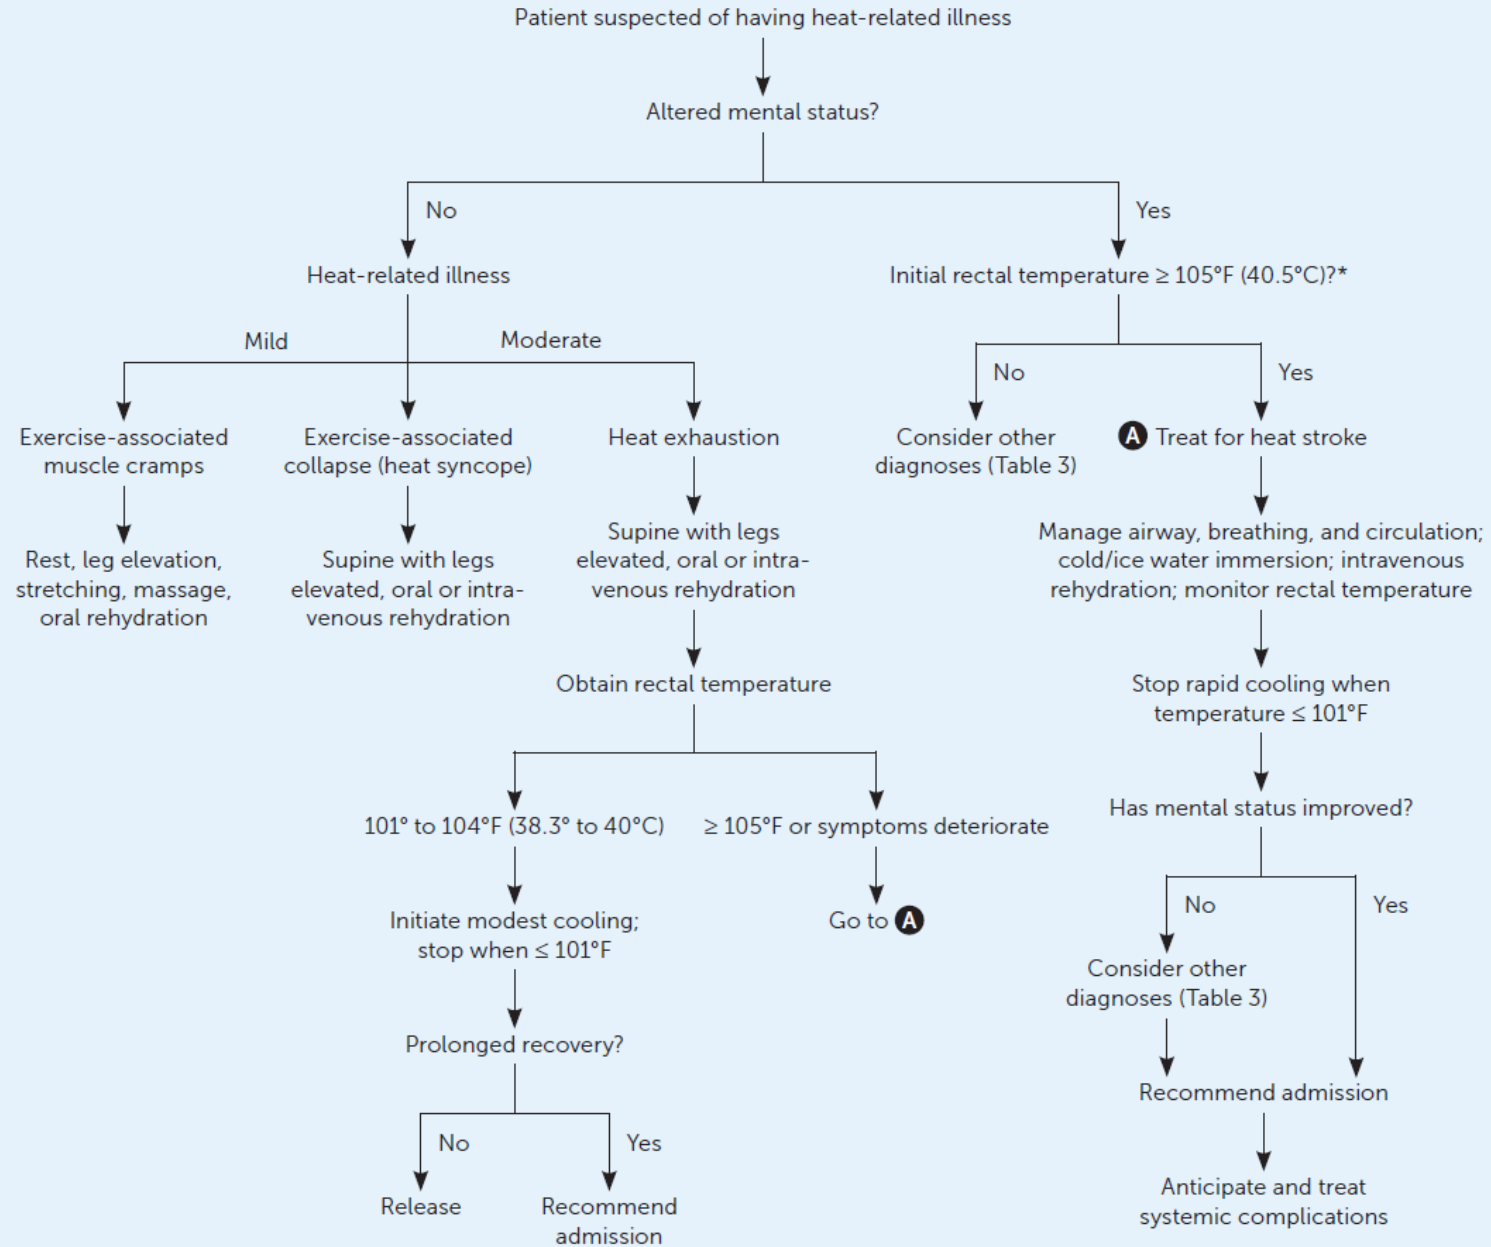 Patient suspected of having heat-related illness
Altered mental status?
No
Yes
Heat-related illness
Initial rectal temperature ≥ 105°F (40.5°C)?*
Mild
Moderate
No
Yes
Exercise-associated
muscle cramps
Exercise-associated
collapse (heat syncope)
Heat exhaustion
Consider other
diagnoses (Table 3)
A Treat for heat stroke
Rest, leg elevation,
stretching, massage,
oral rehydration
Supine with legs
elevated, oral or intra-
venous rehydration
Supine with legs
elevated, oral or intra-
venous rehydration
Manage airway, breathing, and circulation;
cold/ice water immersion; intravenous
rehydration; monitor rectal temperature
Obtain rectal temperature
Stop rapid cooling when
temperature ≤ 101°F
101° to 104°F (38.3° to 40°C)
≥ 105°F or symptoms deteriorate
Has mental status improved?
Initiate modest cooling;
stop when ≤ 101°F
Go to A
No
Yes
Consider other
diagnoses (Table 3)
Prolonged recovery?
Recommend admission
No
Yes
Release
Recommend
admission
Anticipate and treat
systemic complications